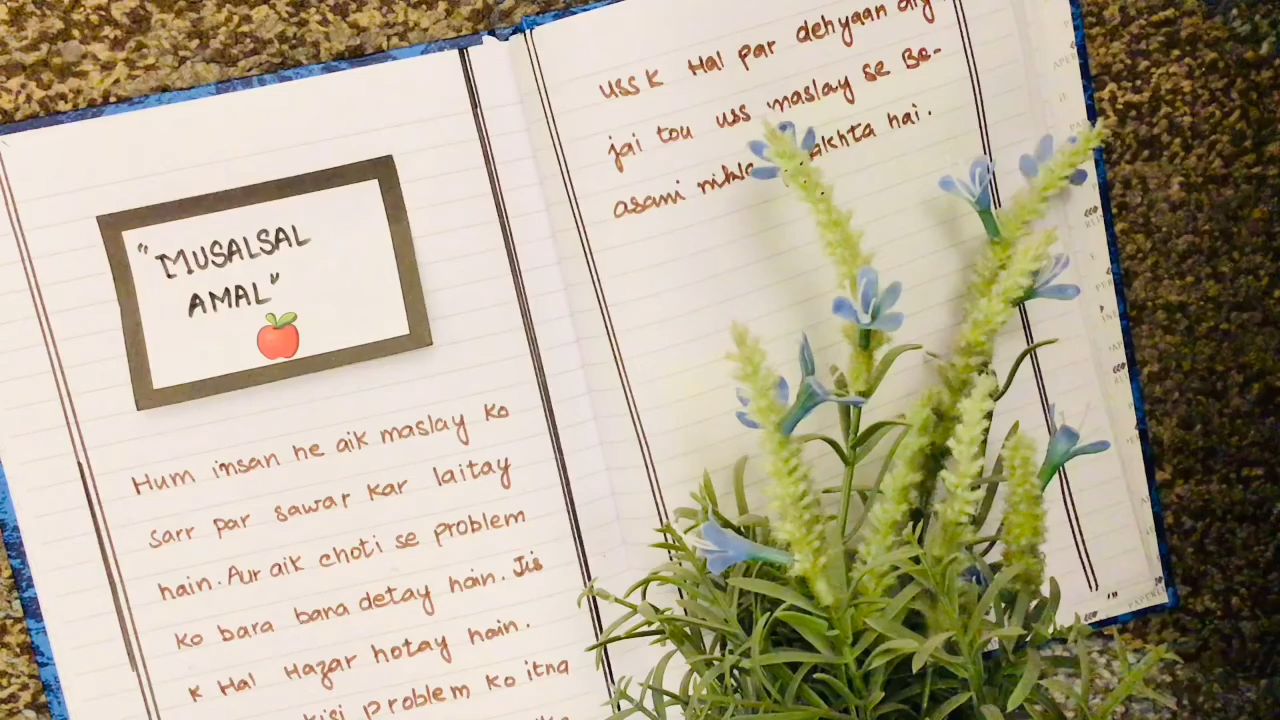 "MUSALSAL
AMAL"
Hum insan he aik maslay ko
sarr par sawar kar laitay
hain. Aur aik choti se problem
ko bara bana detay hain. Jis
k Hal Hazar hotay hain.
kisi problem ko itna
uss k Hal par dehyaan diy
jai tou uss maslay se Be-
asani hai.